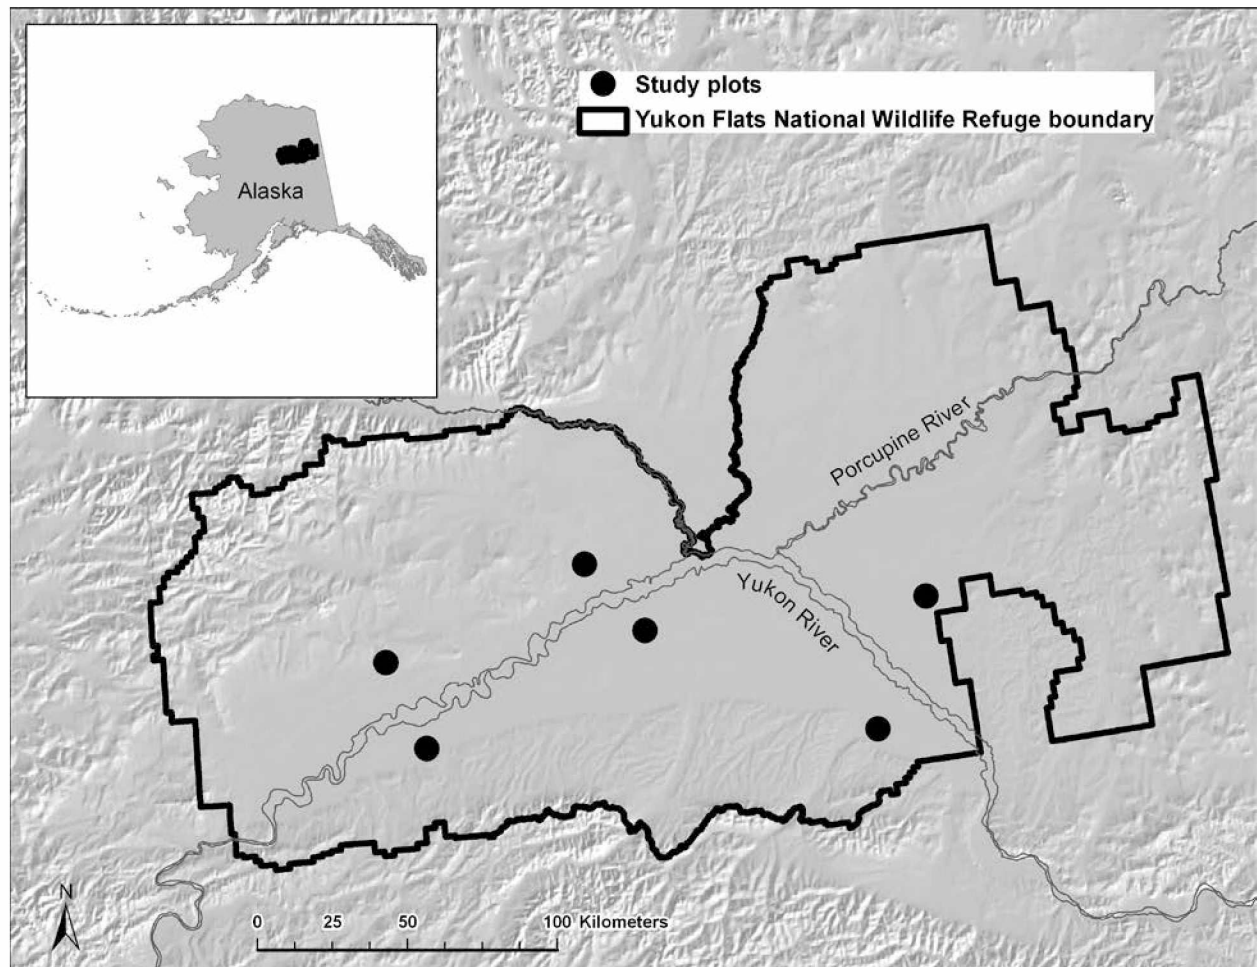 Study plots
Yukon Flats National Wildlife Refuge boundary
Alaska
Porcupine River
Yukon River
N
0 25 50 100 Kilometers